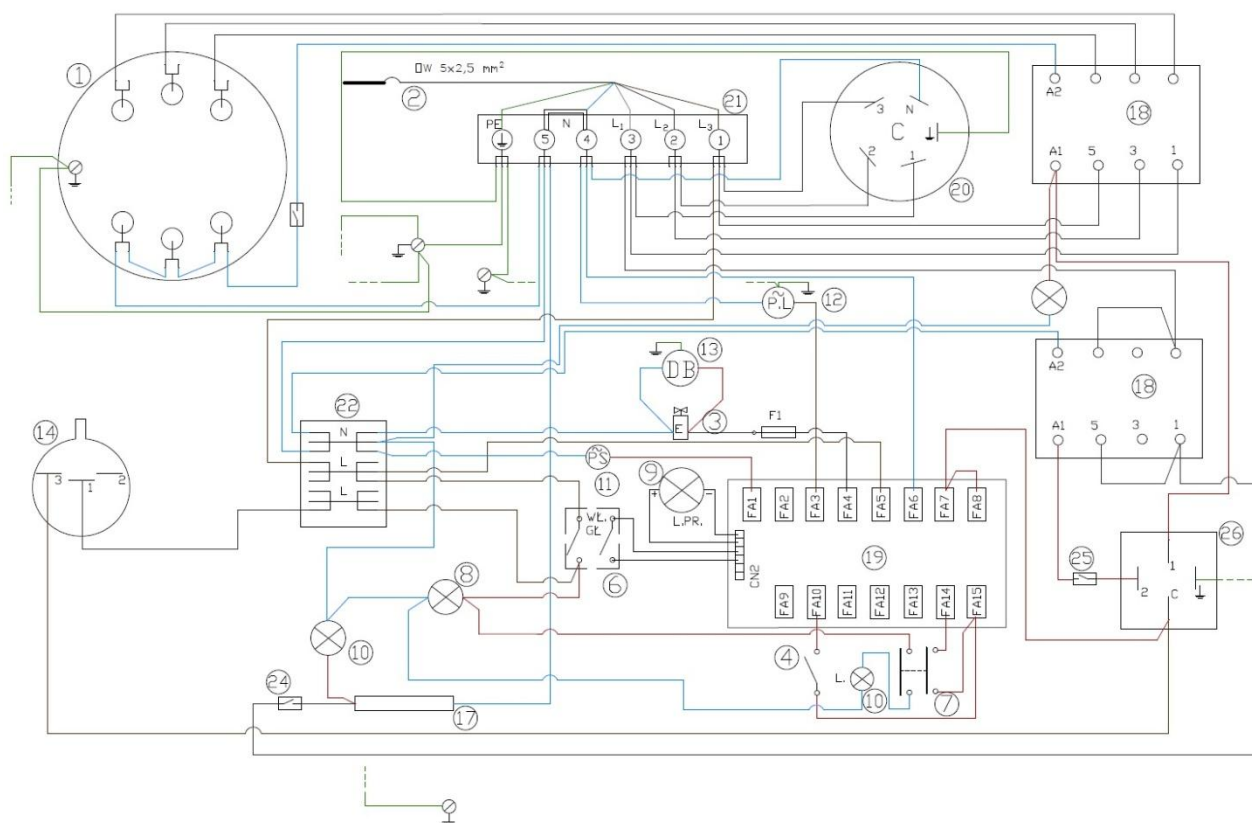 1
OW 5x2,5 mm²
2
21
PE
N
L1
L2
L3
5
4
3
2
1
3
N
C
2
1
20
A2
18
A1
5
3
1
P.L
12
DB
13
E
3
F1
A2
18
A1
5
3
1
14
3
1
2
22
N
L
L
PS
11
9
+
-
L.PR.
WŁ.
GŁ
6
CN2
FA1
FA2
FA3
FA4
FA5
FA6
FA7
FA8
19
FA9
FA10
FA11
FA12
FA13
FA14
FA15
26
1
2
C
25
8
10
24
17
4
L.
10
7